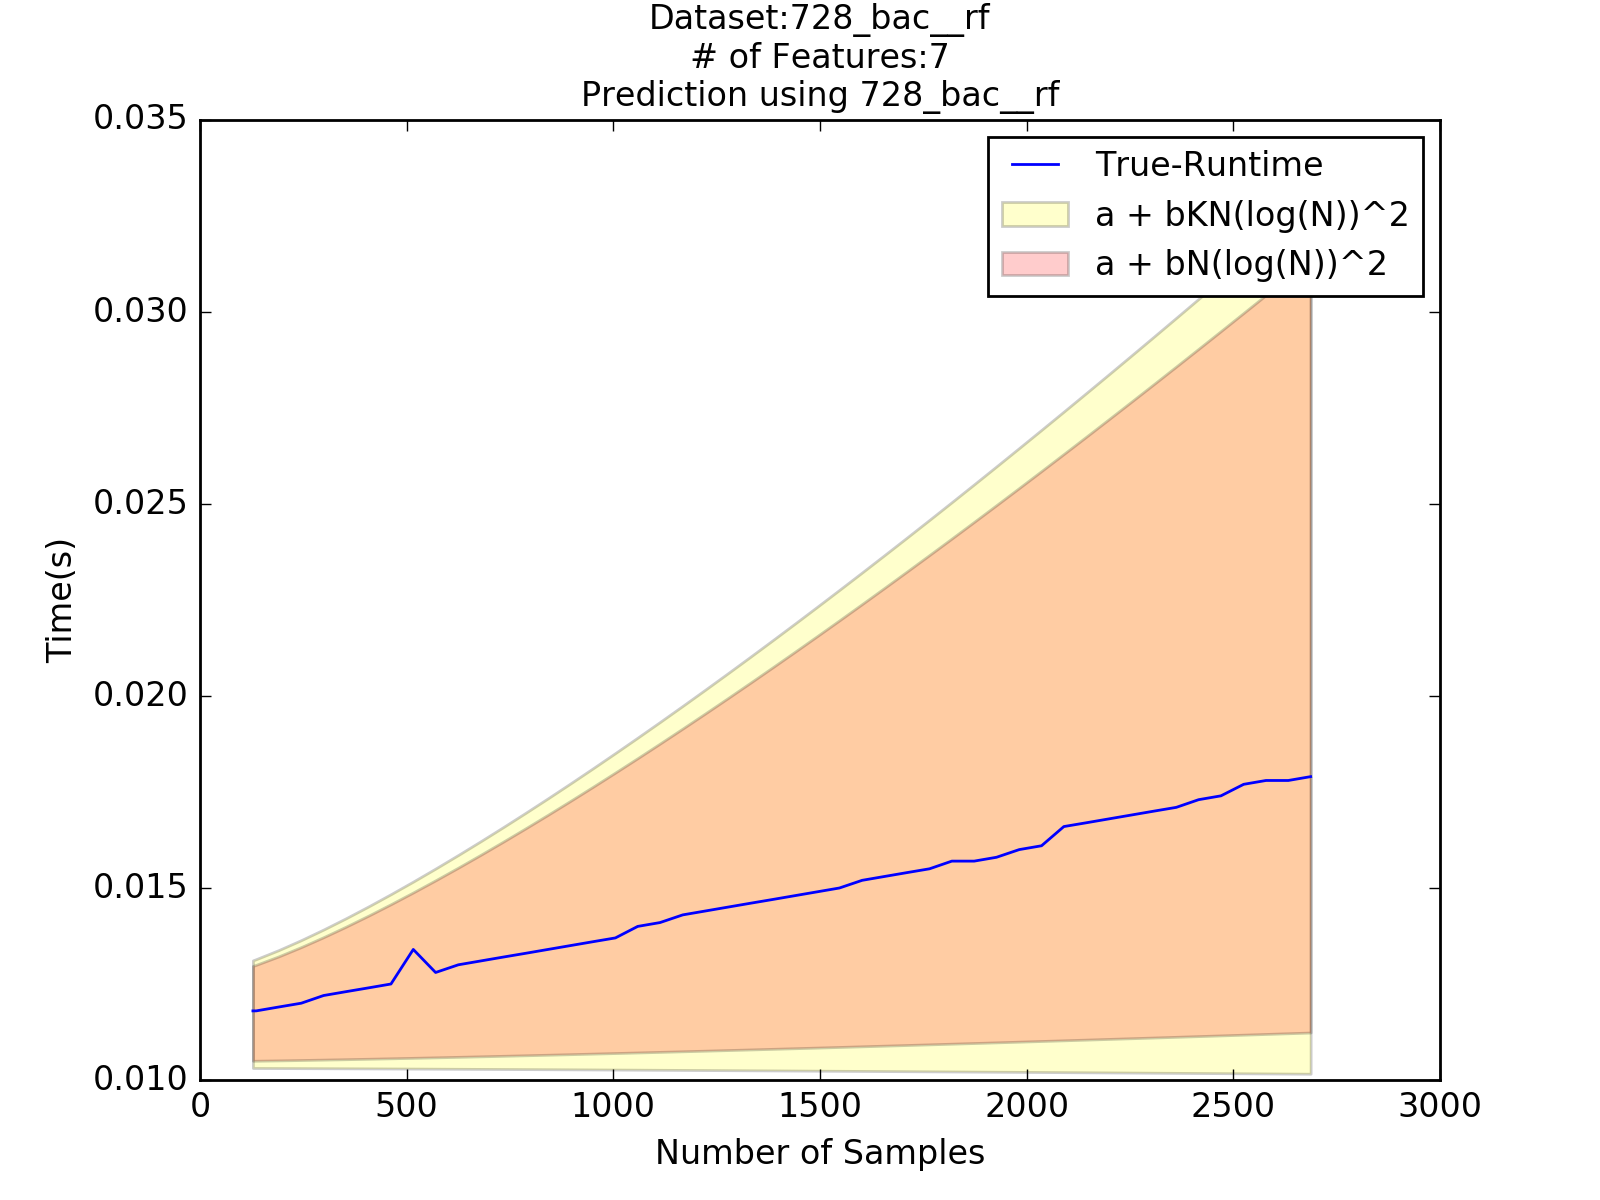 Dataset:728_bac__rf
# of Features:7
Prediction using 728_bac__rf
0.035
0.030
0.025
0.020
0.015
0.010
Time(s)
True-Runtime
a + bKN(log(N))^2
a + bN(log(N))^2
0 500 1000 1500 2000 2500 3000
Number of Samples